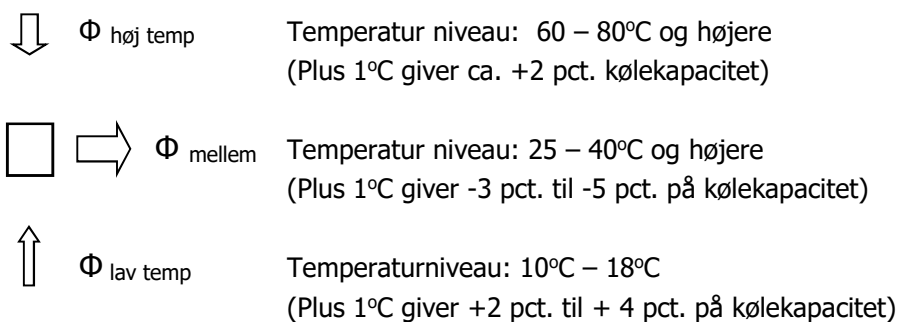 Φ høj temp Temperatur niveau: 60 – 80°C og højere
(Plus 1°C giver ca. +2 pct. kølekapacitet)
Φ mellem Temperatur niveau: 25 – 40°C og højere
(Plus 1°C giver -3 pct. til -5 pct. på kølekapacitet)
Φ lav temp Temperaturniveau: 10°C – 18°C
(Plus 1°C giver +2 pct. til + 4 pct. på kølekapacitet)